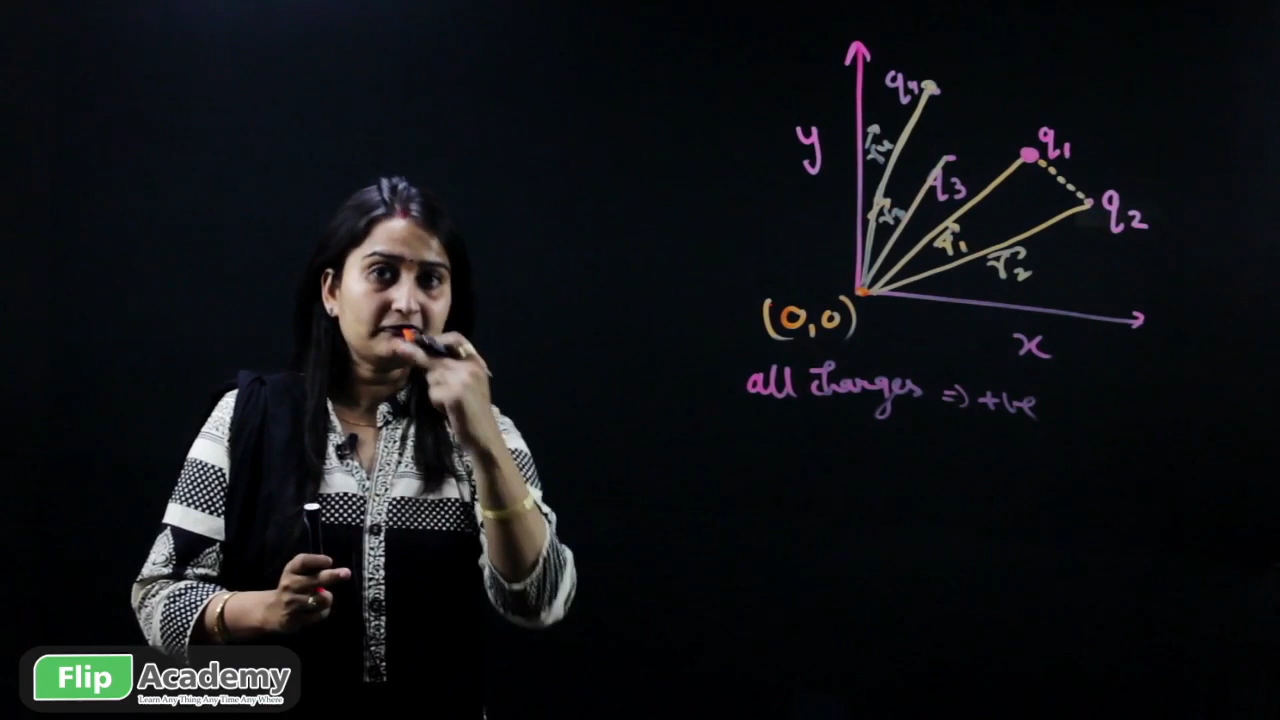 q4
y
r4
q1
q3
r3
r1
q2
r2
(0,0)
x
all charges => +ve
Flip Academy
Learn Any Thing Any Time Any Where